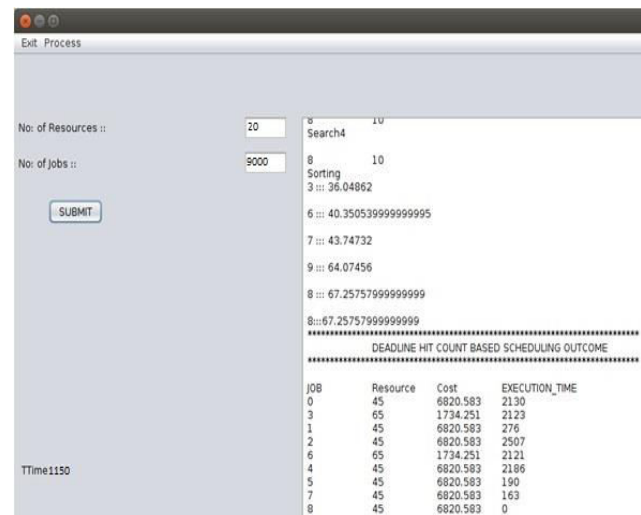 Exit Process
No: of Resources ::
20
No: of Jobs ::
9000
SUBMIT
TTime1150
8 10
Search4
8 10
Sorting
3 ::: 36.04862
6 ::: 40.350539999999995
7 ::: 43.74732
9 ::: 64.07456
8 ::: 67.25757999999999
8:::67.25757999999999
****************************************************************************
DEADLINE HIT COUNT BASED SCHEDULING OUTCOME
****************************************************************************
JOB Resource Cost EXECUTION_TIME
0 45 6820.583 2130
3 65 1734.251 2123
1 45 6820.583 276
2 45 6820.583 2507
6 65 1734.251 2121
4 45 6820.583 2186
5 45 6820.583 190
7 45 6820.583 163
8 45 6820.583 0